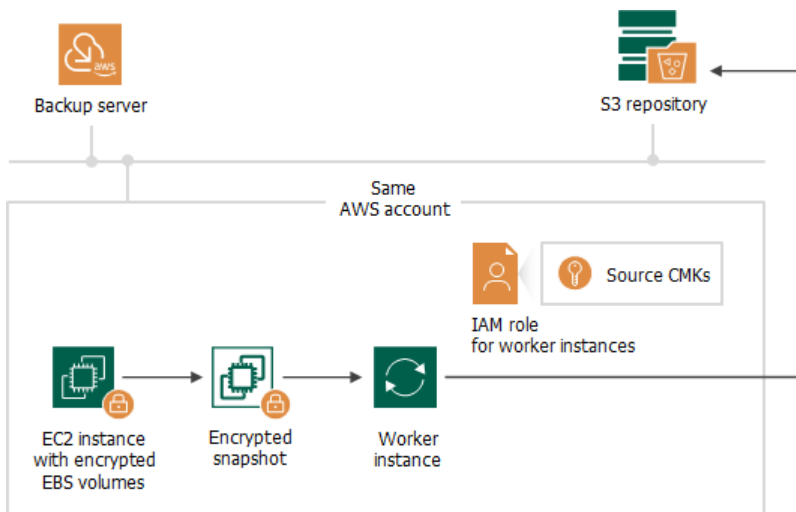 aws
Backup server
S3 repository
Same
AWS account
Source CMKs
IAM role
for worker instances
EC2 instance
with encrypted
EBS volumes
Encrypted
snapshot
Worker
instance